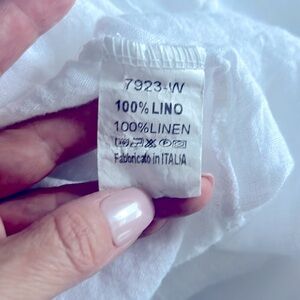 7923-W
100% LINO
100%LINEN
Fabbricato in ITALIA